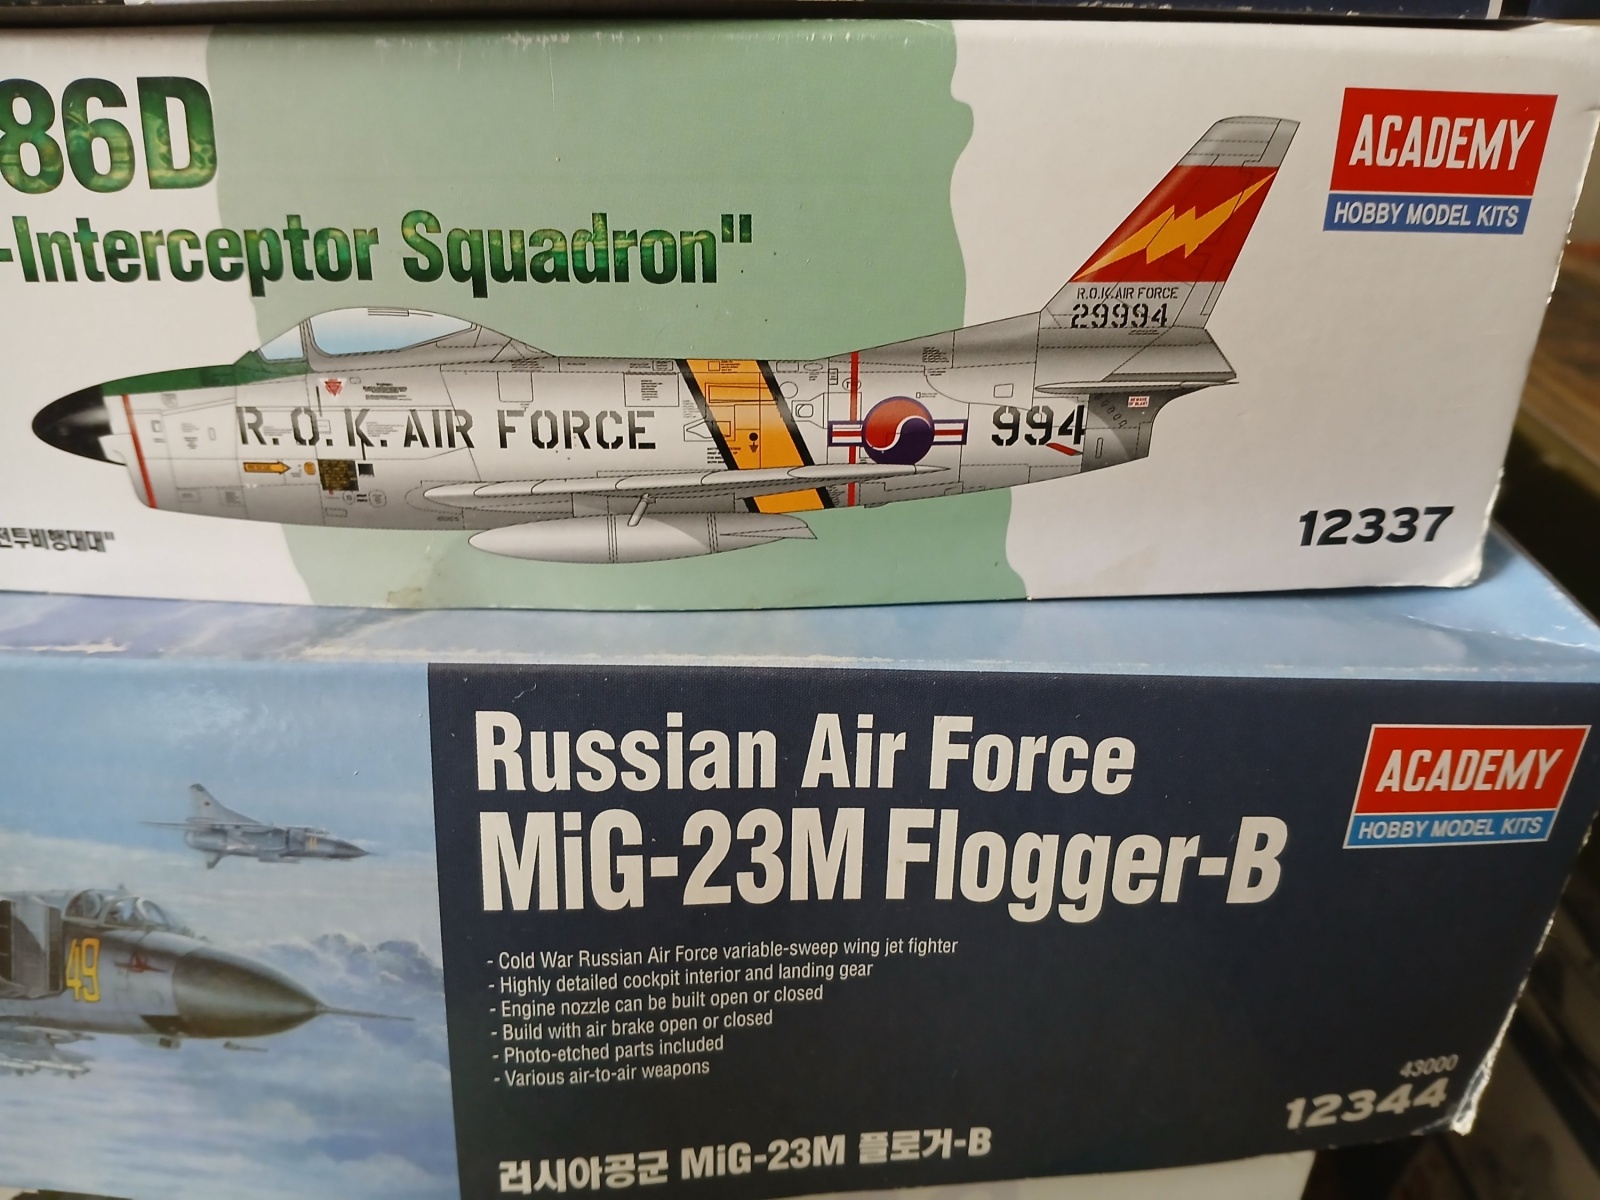 86D
-Interceptor Squadron"
ACADEMY
HOBBY MODEL KITS
R.O.K. AIR FORCE
29994
R.O.K. AIR FORCE
994
전투비행대대"
12337
Russian Air Force
MiG-23M Flogger-B
ACADEMY
HOBBY MODEL KITS
49
- Cold War Russian Air Force variable-sweep wing jet fighter
- Highly detailed cockpit interior and landing gear
- Engine nozzle can be built open or closed
- Build with air brake open or closed
- Photo-etched parts included
- Various air-to-air weapons
43000
12344
러시아공군 MiG-23M 플로거-B